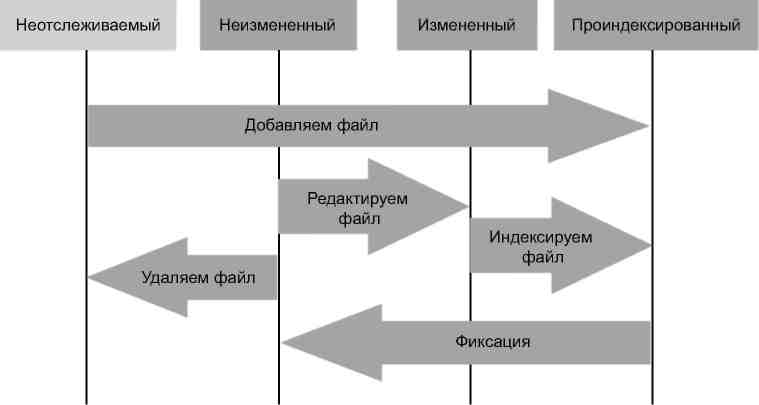 Неотслеживаемый
Неизмененный
Измененный
Проиндексированный
Добавляем файл
Редактируем
файл
Индексируем
файл
Удаляем файл
Фиксация